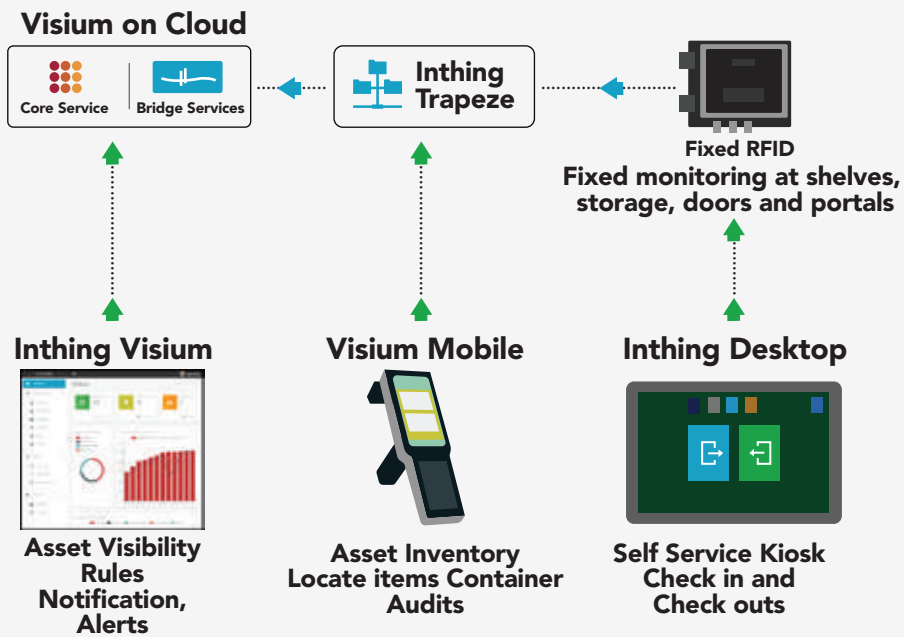 Visium on Cloud
Core Service
Bridge Services
Inthing
Trapeze
Fixed RFID
Fixed monitoring at shelves,
storage, doors and portals
Inthing Visium
Visium Mobile
Inthing Desktop
Asset Visibility
Rules
Notification,
Alerts
Asset Inventory
Locate items Container
Audits
Self Service Kiosk
Check in and
Check outs